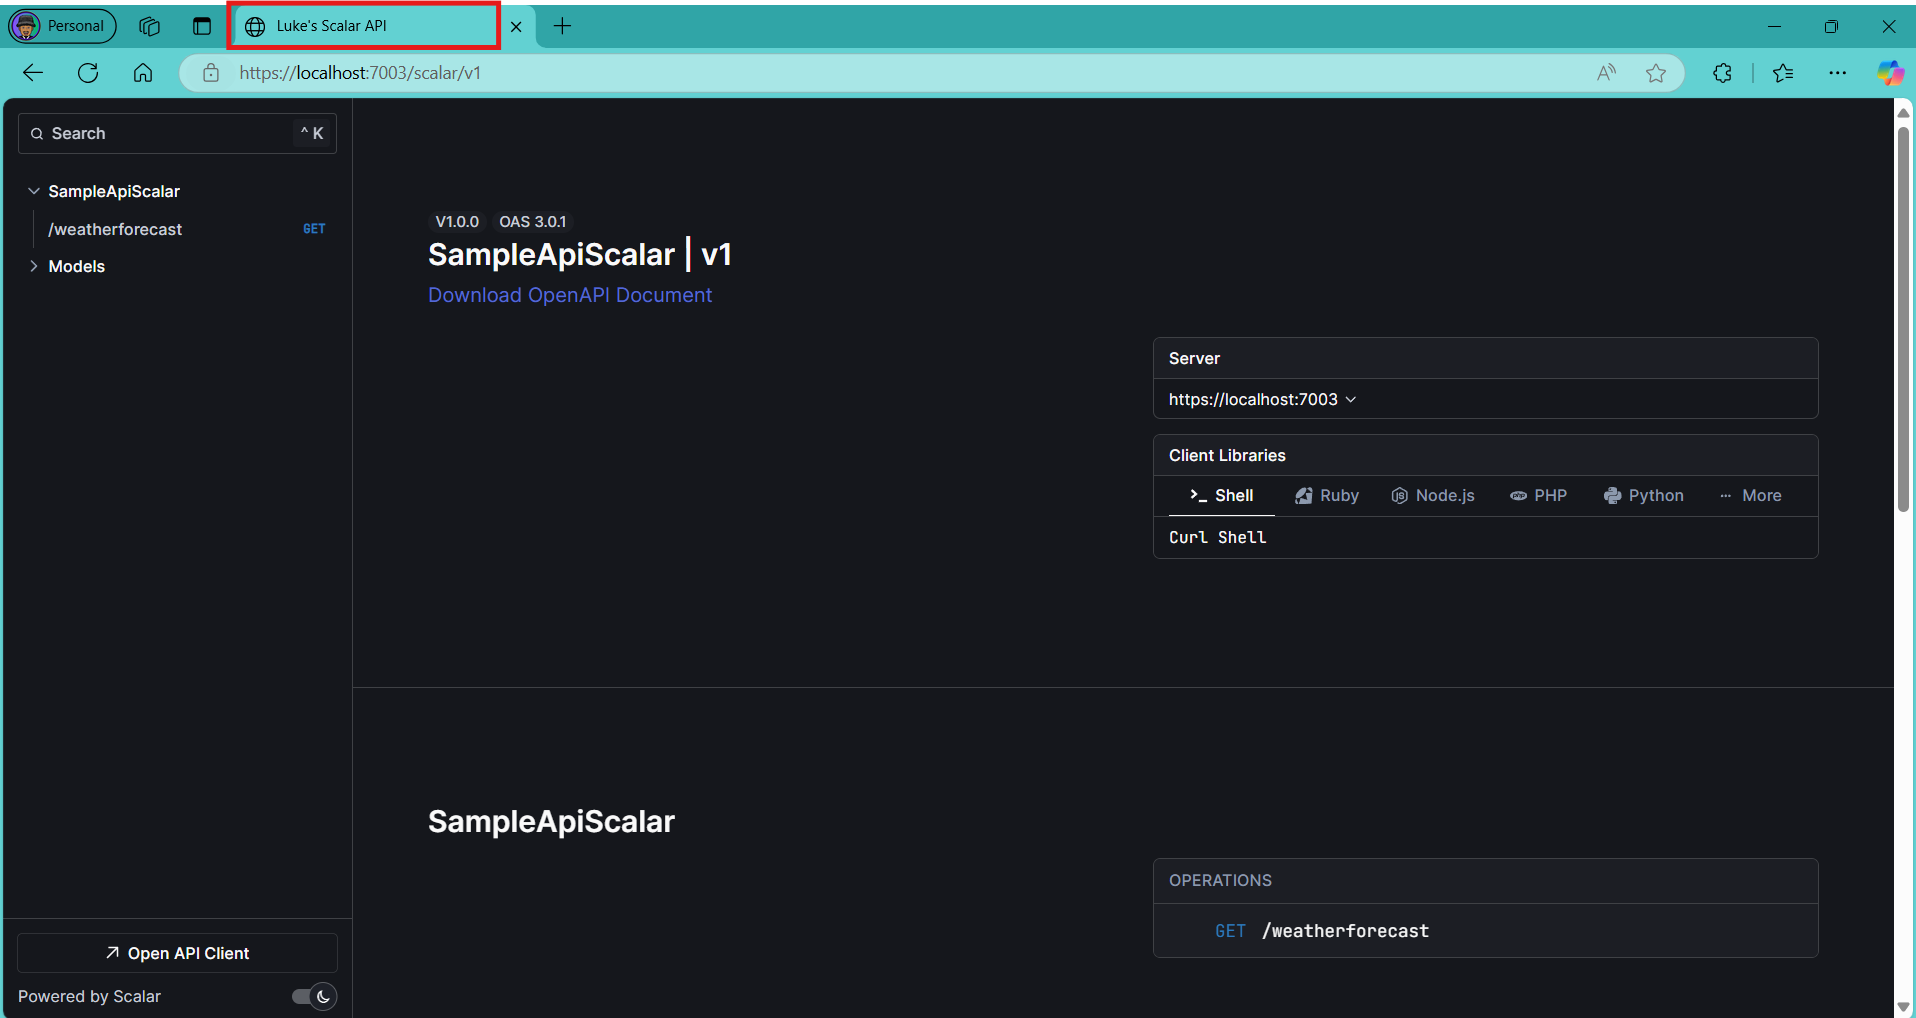 Personal
Luke's Scalar API
https://localhost:7003/scalar/v1
Search
^ K
SampleApiScalar
/weatherforecast GET
Models
V1.0.0 OAS 3.0.1
SampleApiScalar | v1
Download OpenAPI Document
Server
https://localhost:7003
Client Libraries
Shell Ruby Node.js PHP Python ... More
Curl Shell
SampleApiScalar
OPERATIONS
GET /weatherforecast
Open API Client
Powered by Scalar